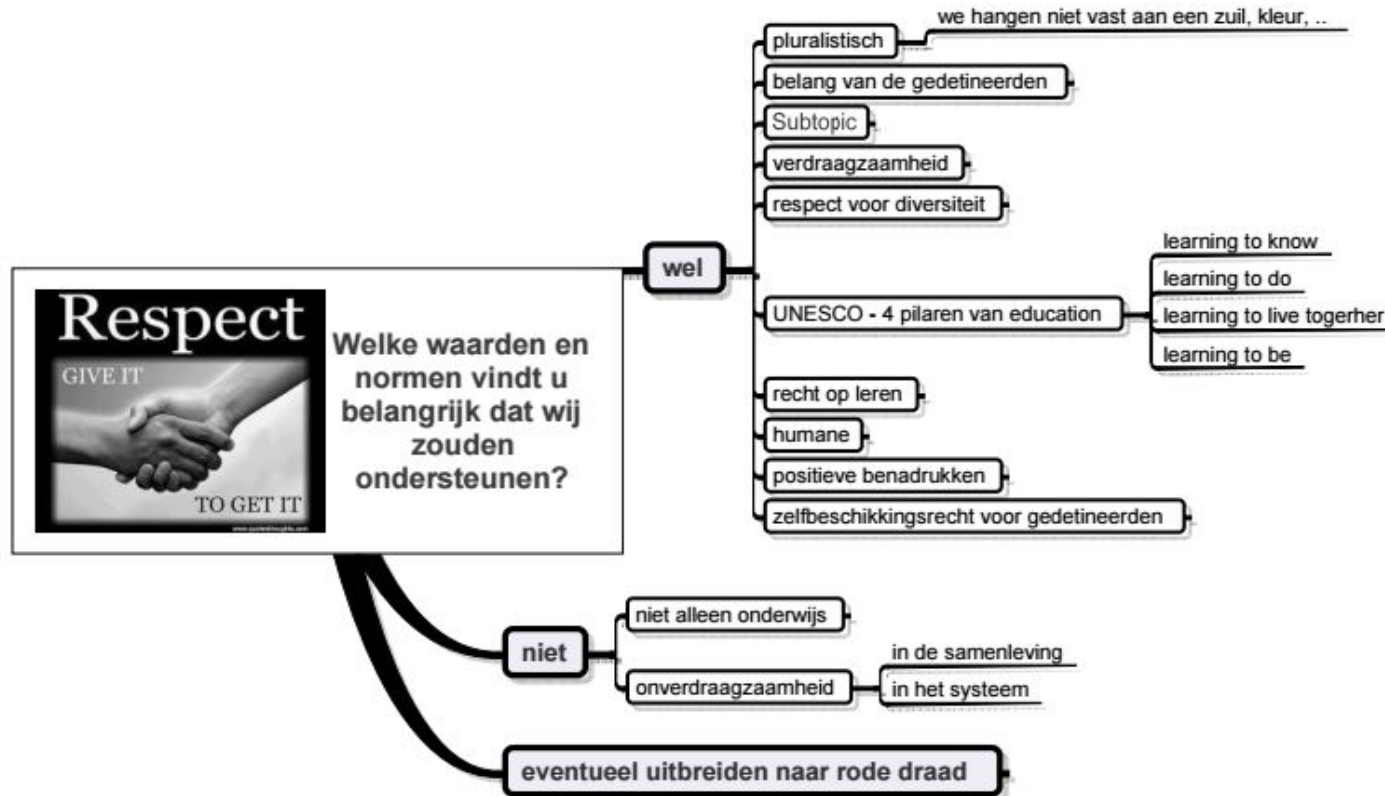 Respect
GIVE IT
TO GET IT
Welke waarden en
normen vindt u
belangrijk dat wij
zouden
ondersteunen?
wel
pluralistisch
we hangen niet vast aan een zuil, kleur, ..
belang van de gedetineerden
Subtopic
verdraagzaamheid
respect voor diversiteit
UNESCO - 4 pilaren van education
learning to know
learning to do
learning to live togerher
learning to be
recht op leren
humane
positieve benadrukken
zelfbeschikkingsrecht voor gedetineerden
niet
niet alleen onderwijs
onverdraagzaamheid
in de samenleving
in het systeem
eventueel uitbreiden naar rode draad